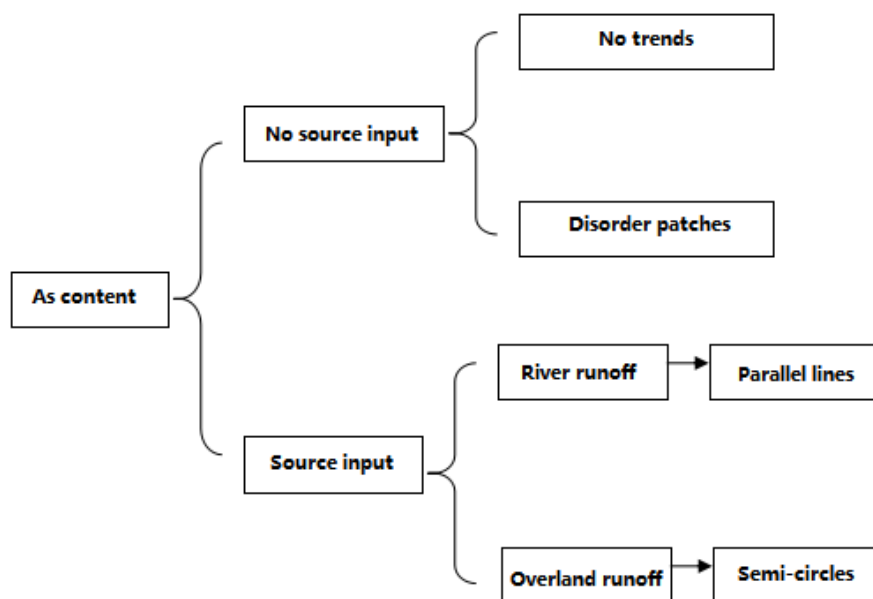 No trends
No source input
Disorder patches
As content
River runoff
Parallel lines
Source input
Overland runoff
Semi-circles